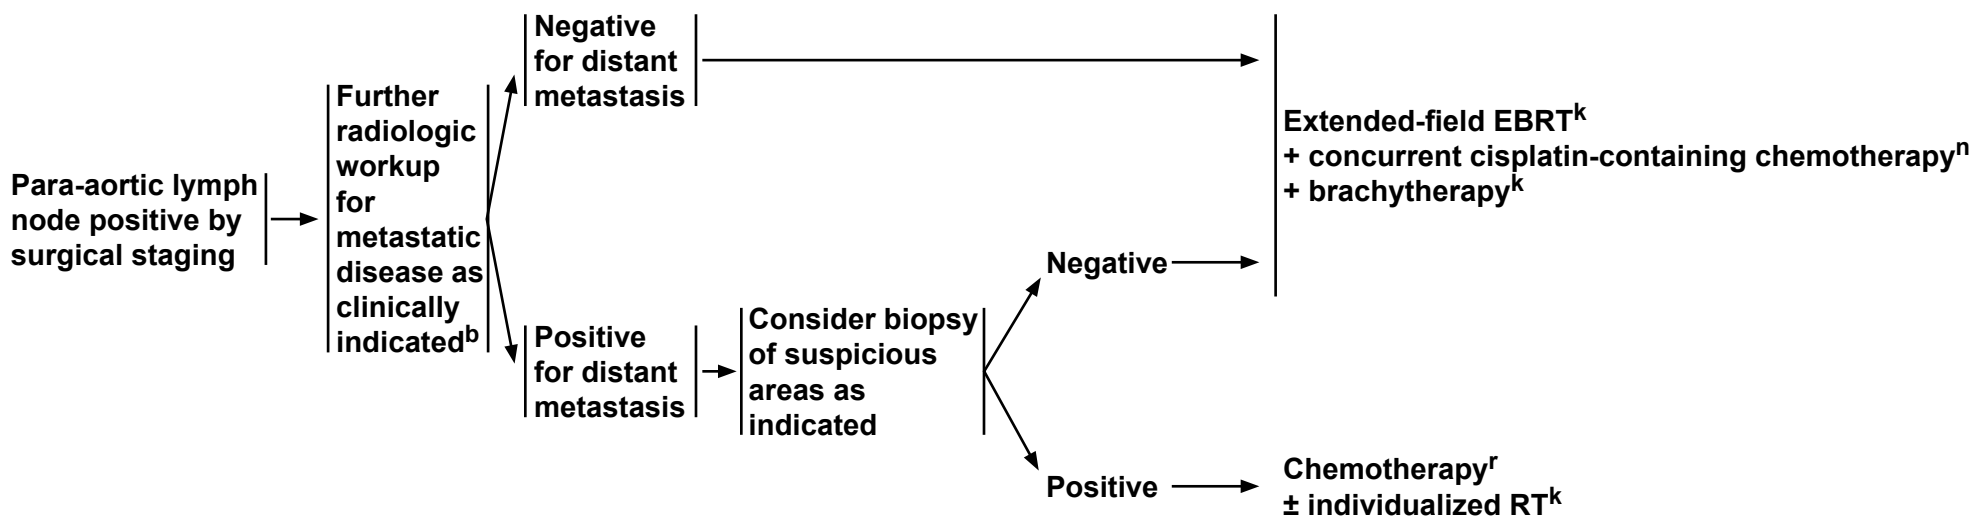 Para-aortic lymph
node positive by
surgical staging
Further
radiologic
workup
for
metastatic
disease as
clinically
indicatedᵇ
Negative
for distant
metastasis
Positive
for distant
metastasis
Consider biopsy
of suspicious
areas as
indicated
Negative
Positive
Extended-field EBRTᵏ
+ concurrent cisplatin-containing chemotherapyⁿ
+ brachytherapyᵏ
Chemotherapyʳ
± individualized RTᵏ